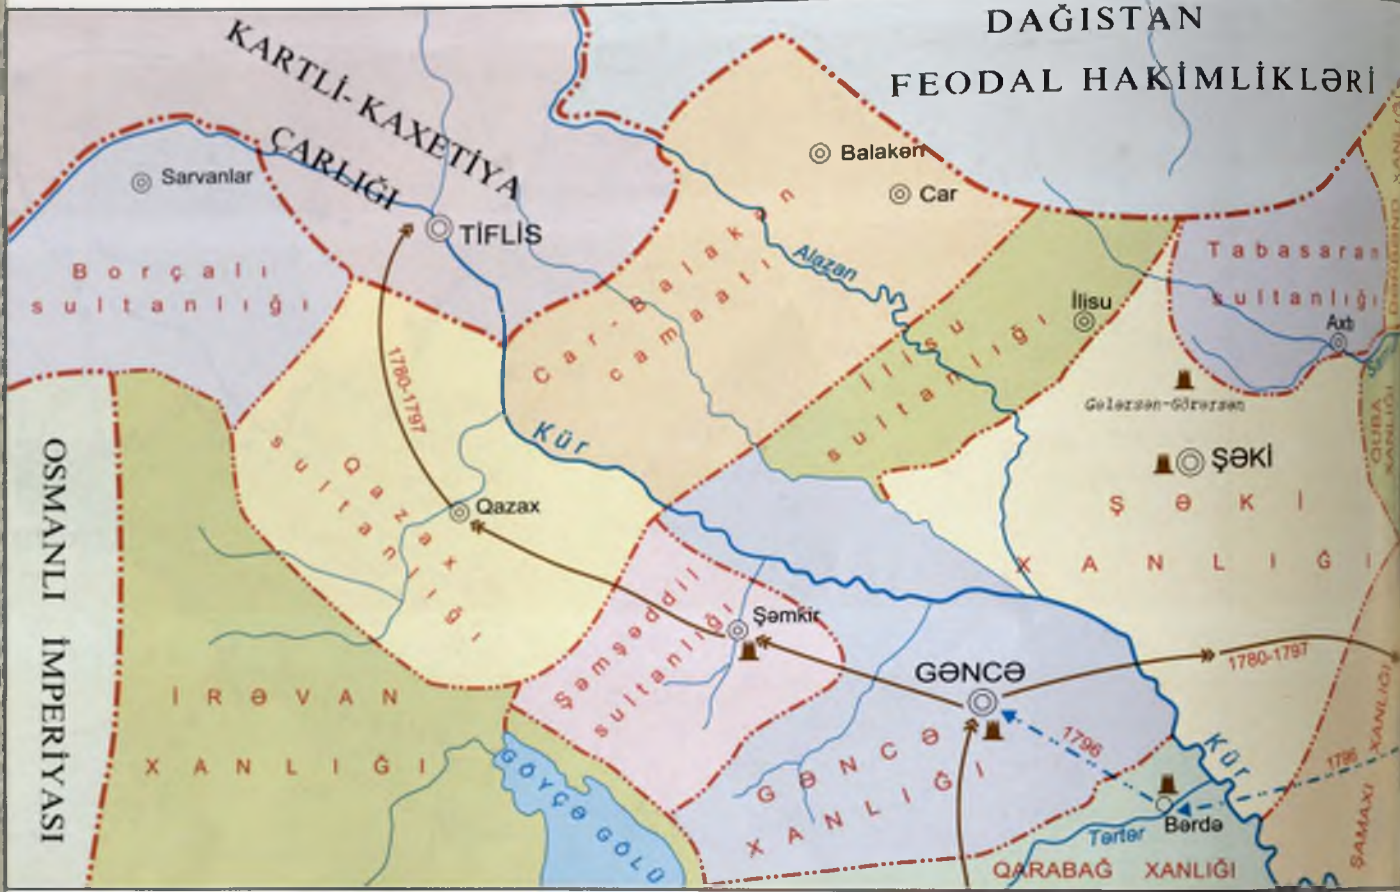 DAĞISTAN
FEODAL HAKİMLİKLƏRİ
KARTLİ-KAXETİYA
ÇARLIĞI
Balakən
Car
Sarvanlar
TİFLİS
Borçalı
sultanlığı
Car-Balakən
camaatı
Alazan
İlisu
İlisu
sultanlığı
Tabasaran
sultanlığı
Axtı
Gələrsən-Görərsən
ŞƏKİ
ŞƏKİ
XANLIĞI
QUBA
1780-1797
Kür
Qazax
Qazax
sultanlığı
OSMANLI İMPERİYASI
Şəmşəddil
sultanlığı
Şəmkir
GƏNCƏ
1780-1797
İRƏVAN
XANLIĞI
GÖYÇƏ GÖLÜ
GƏNCƏ
XANLIĞI
1796
Kür
1796
Bərdə
Tərtər
QARABAĞ XANLIĞI
ŞAMAXI XANLIĞI